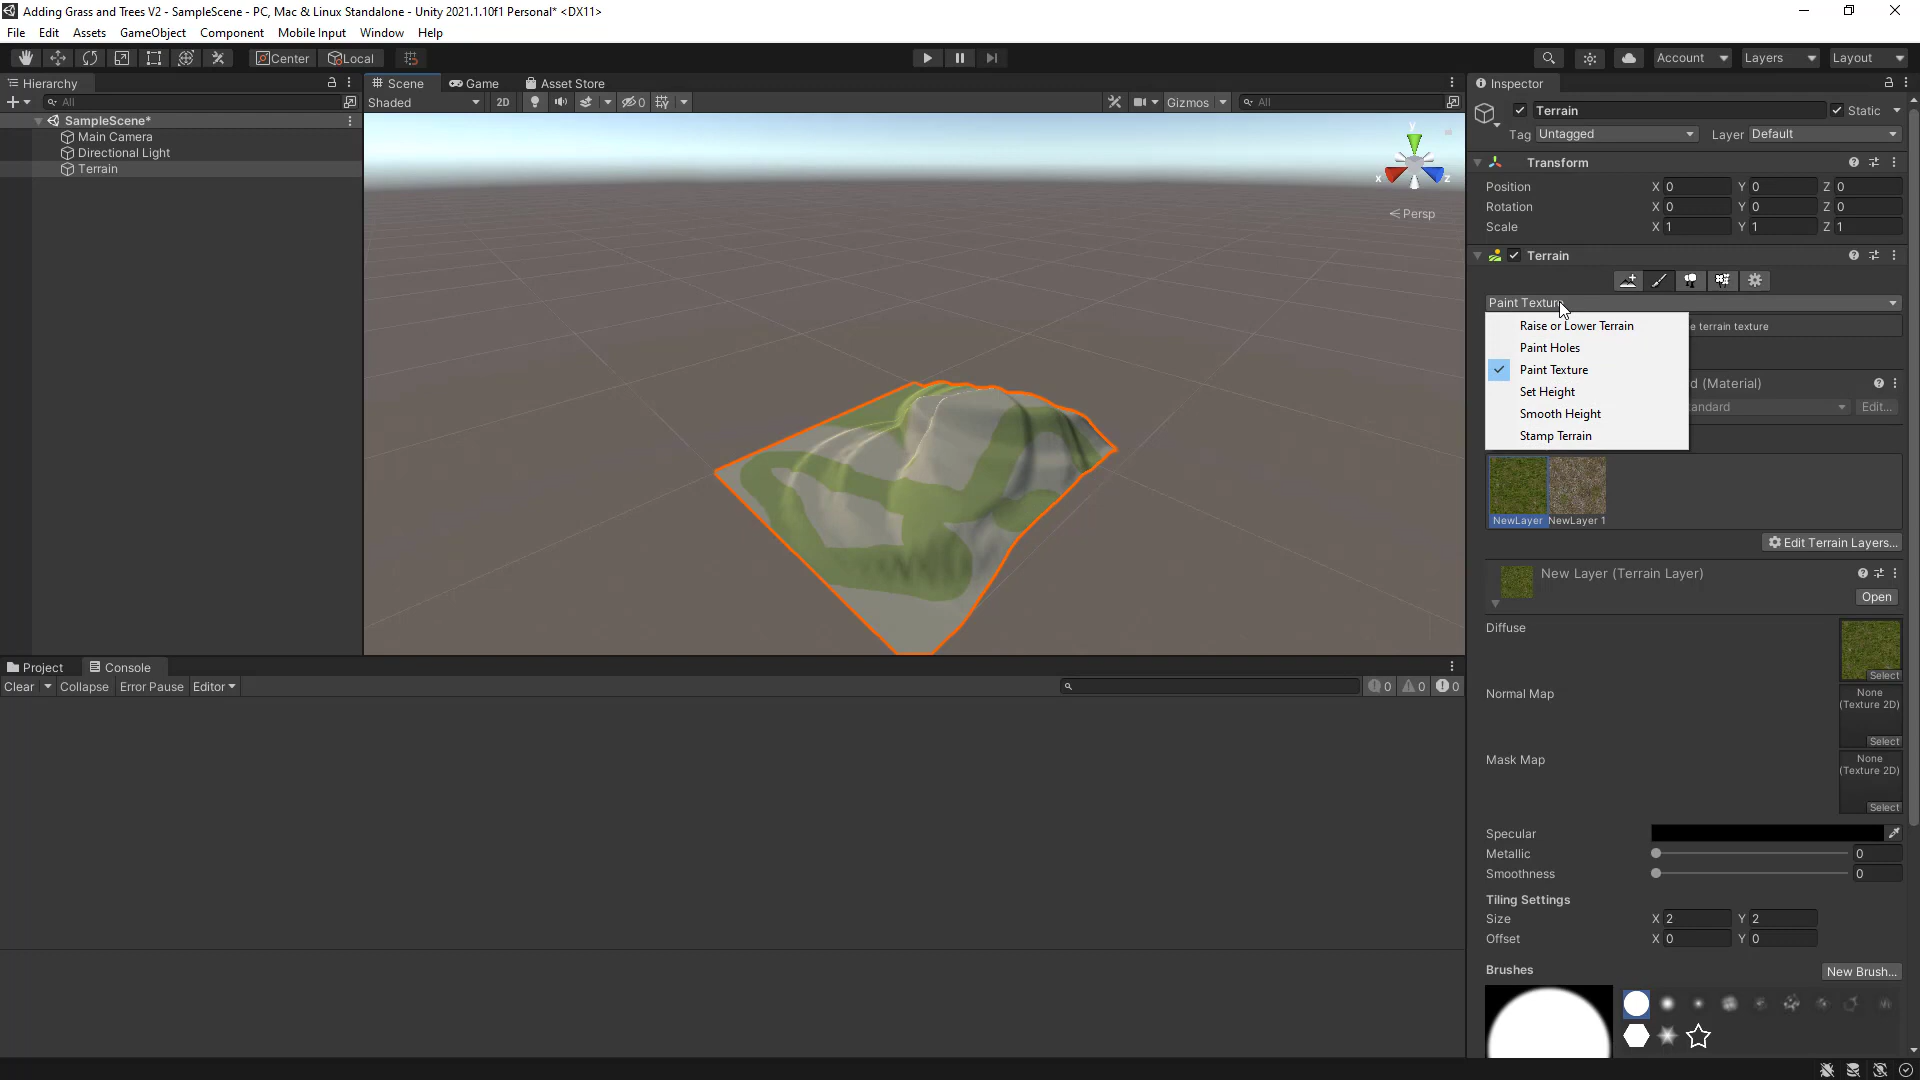 Adding Grass and Trees V2 - SampleScene - PC, Mac & Linux Standalone - Unity 2021.1.10f1 Personal* <DX11>
File Edit Assets GameObject Component Mobile Input Window Help
Center Local Account Layers Layout
Hierarchy
All
SampleScene*
Main Camera
Directional Light
Terrain
Scene Game Asset Store
Shaded 2D 0 Gizmos All
y
x z
Persp
Inspector
Terrain Static
Tag Untagged Layer Default
Transform
Position X 0 Y 0 Z 0
Rotation X 0 Y 0 Z 0
Scale X 1 Y 1 Z 1
Terrain
Paint Texture
Raise or Lower Terrain
e terrain texture
Paint Holes
Paint Texture
d (Material)
Set Height
andard Edit...
Smooth Height
Stamp Terrain
NewLayer NewLayer 1
Edit Terrain Layers...
New Layer (Terrain Layer)
Open
Diffuse
Select
Normal Map
None
(Texture 2D)
Select
Mask Map
None
(Texture 2D)
Select
Specular
Metallic 0
Smoothness 0
Tiling Settings
Size X 2 Y 2
Offset X 0 Y 0
Brushes New Brush...
Project Console
Clear Collapse Error Pause Editor 0 0 0